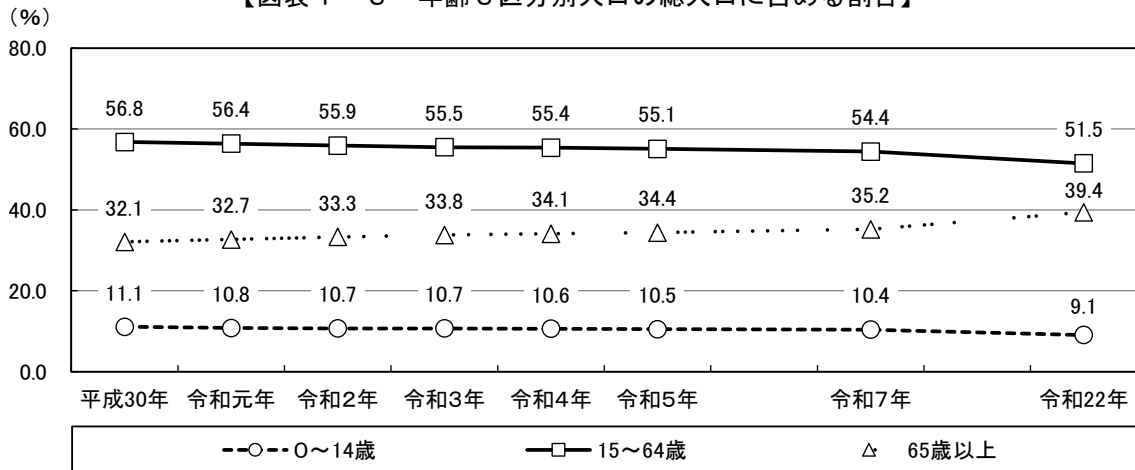 【図表1-3 年齢3区分別人口の総人口に占める割合】
(%)
80.0
60.0
40.0
20.0
0.0
56.8 56.4 55.9 55.5 55.4 55.1 54.4 51.5
32.1 32.7 33.3 33.8 34.1 34.4 35.2 39.4
11.1 10.8 10.7 10.7 10.6 10.5 10.4 9.1
平成30年 令和元年 令和2年 令和3年 令和4年 令和5年 令和7年 令和22年
0～14歳 15～64歳 65歳以上